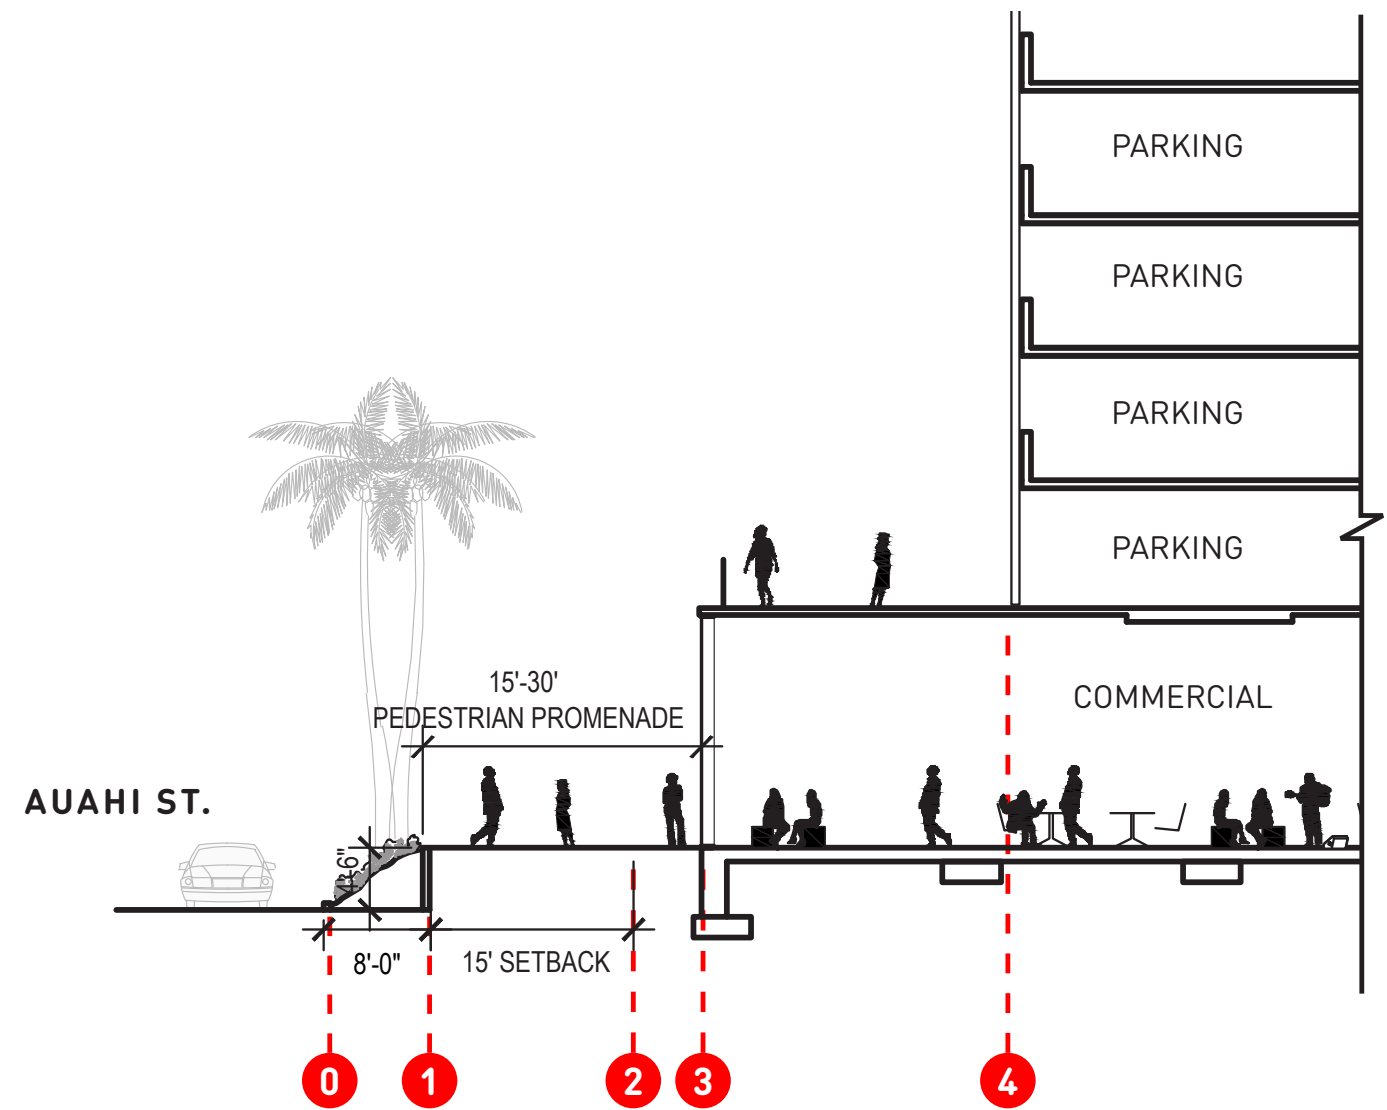 PARKING
PARKING
PARKING
PARKING
15'-30'
PEDESTRIAN PROMENADE
COMMERCIAL
AUAHI ST.
4'-6"
8'-0"
15' SETBACK
0
1
2
3
4